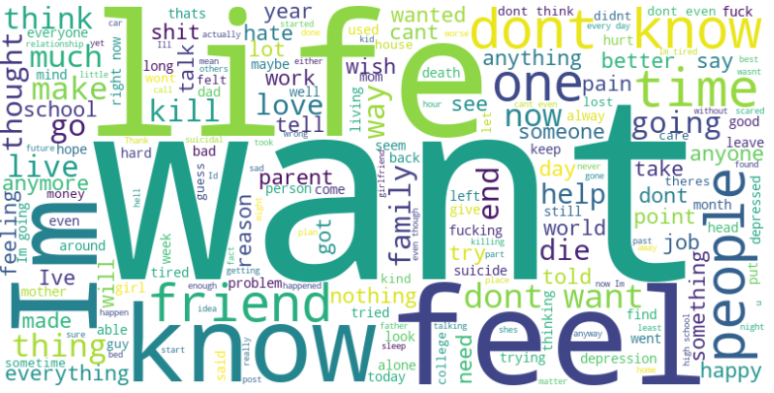 life
want
feel
know
Im
people
dont know
one
time
friend
dont want
thing
think
much
make
thought
school
go
live
anymore
feeling
Im going
everyone
mind
thats
shit
kill
talk
right now
long
wont
call
car
relationship
yet
little
actually
Ill
mean
others
dad
hate
lot
maybe
work
love
tell
felt
year
used
house
wish
mom
well
either
done
started
kid
wrong
living
way
wanted
cant
death
see
hour
let
dont think
didnt
anything
hurt
better
pain
lost
cant even
now
someone
alway
going
dont even
fuck
every day
Im tired
say
best
worse
wasnt
without
scared
good
care
leave
anyone
hard
Thank
suicidal
bad
guess
Id
took
hope
future
money
even
around
mother
made
able
guy
bed
sure
sometime
everything
Ive
will
week
tired
girl
happen
hell
sad
might
fact
getting
reason
parent
person
come
got
problem
enough
happened
idea
plan
seem
back
family
girlfriend
even though
kind
nothing
tried
father
look
sleep
alone
today
start
said
post
really
keep
end
left
give
fucking
killing
try
part
suicide
place
told
day
still
help
world
die
never
gone
dont
point
job
take
theres
month
head
past
away
now Im
found
depressed
put
a
night
something
high school
happy
find
least
went
thinking
anyway
shes
talking
college
need
trying
depression
home
matter